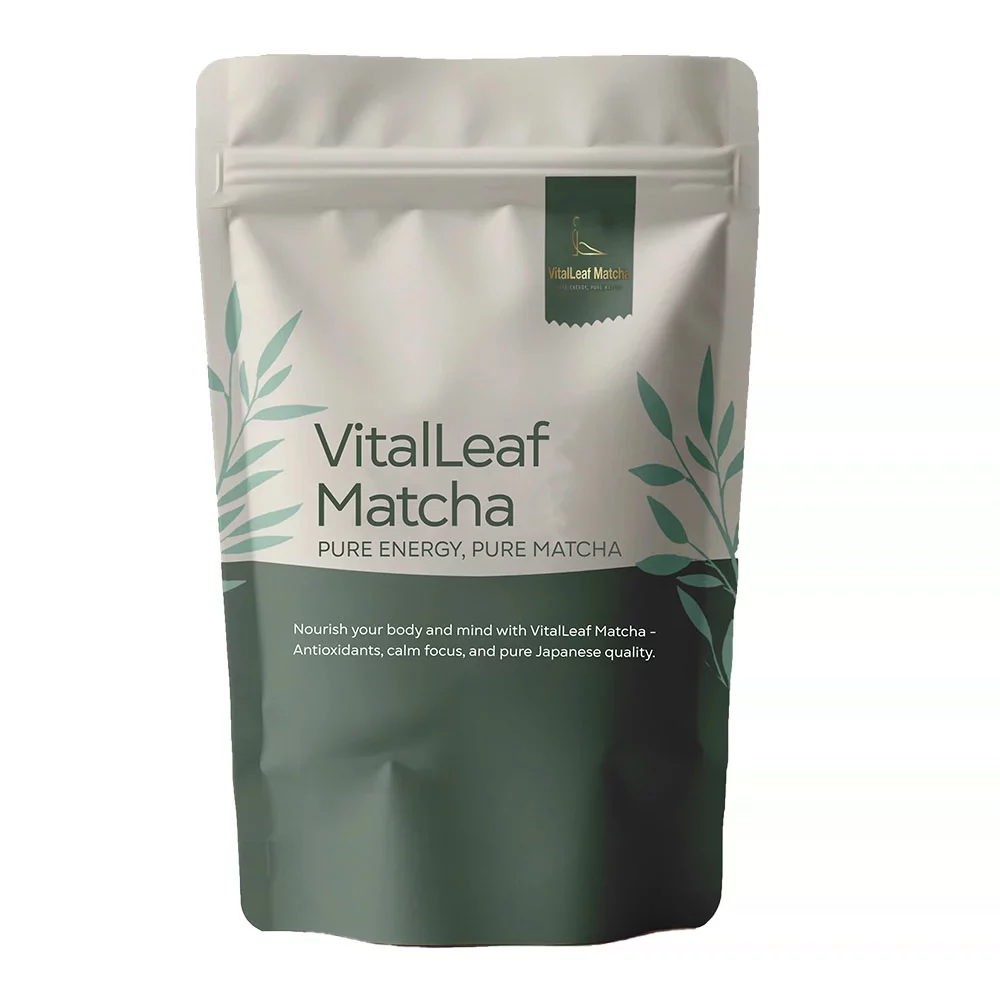 VitalLeaf Matcha
VitalLeaf
Matcha
PURE ENERGY, PURE MATCHA
Nourish your body and mind with VitalLeaf Matcha -
Antioxidants, calm focus, and pure Japanese quality.